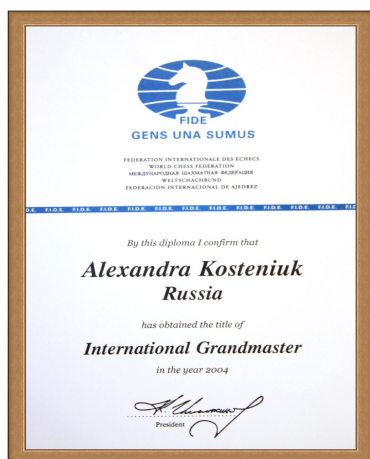 FIDE
GENS UNA SUMUS
FEDERATION INTERNATIONALE DES ECHECS
WORLD CHESS FEDERATION
МЕЖДУНАРОДНАЯ ШАХМАТНАЯ ФЕДЕРАЦИЯ
WELTSCHACHBUND
FEDERACION INTERNACIONAL DE AJEDREZ
D.E. F.I.D.E. F.I.D.E. F.I.D.E. F.I.D.E. F.I.D.E. F.I.D.E. F.I.D.E. F.I.D.E. F.I.D.E. F.I.D.E. F.I.D.E. F.I.D
By this diploma I confirm that
Alexandra Kosteniuk
Russia
has obtained the title of
International Grandmaster
in the year 2004
President